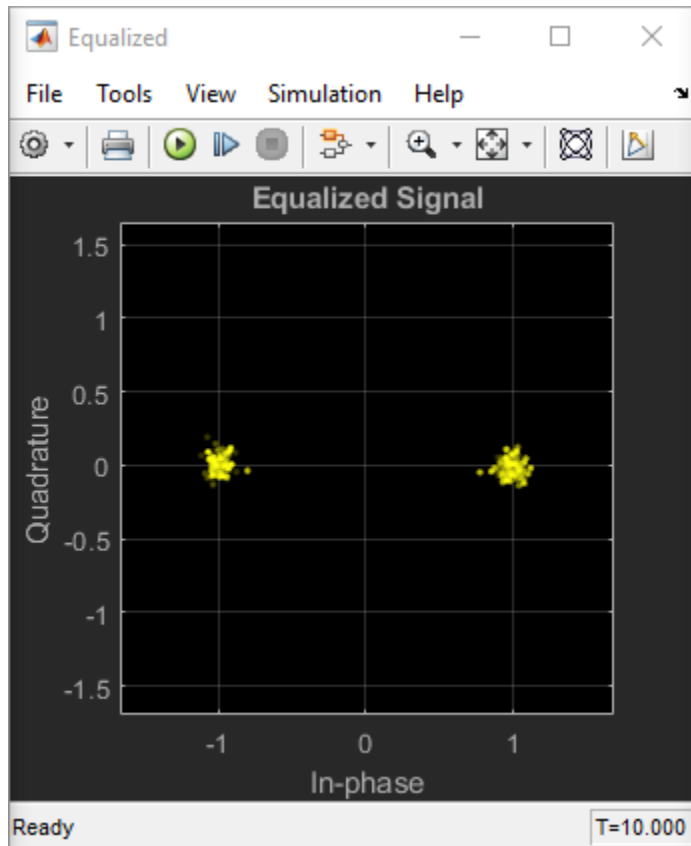 Equalized
File Tools View Simulation Help
Equalized Signal
1.5
1
0.5
0
-0.5
-1
-1.5
Quadrature
-1 0 1
In-phase
Ready T=10.000